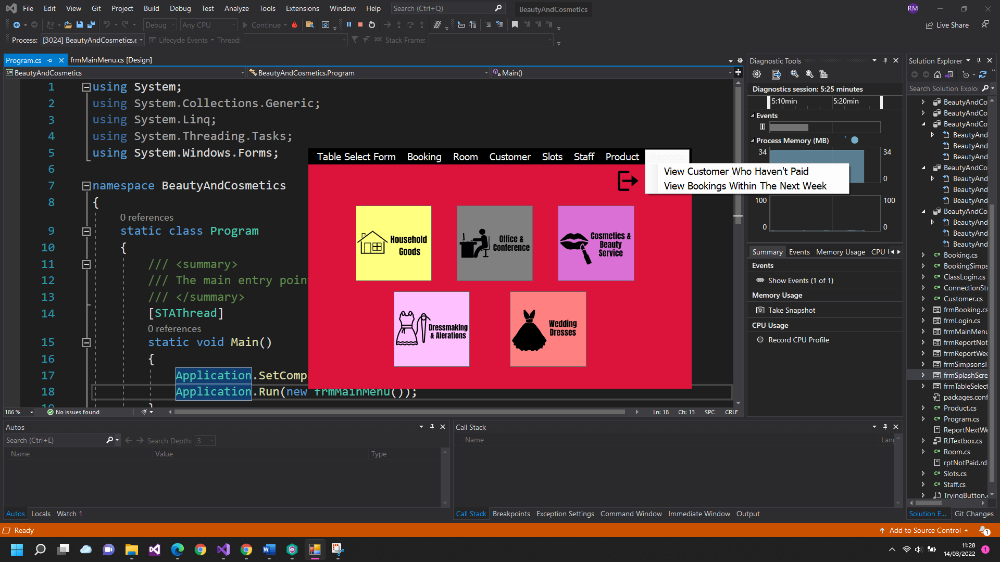 File Edit View Git Project Build Debug Test Analyze Tools Extensions Window Help Search (Ctrl+Q) BeautyAndCosmetics RM
Debug Any CPU Continue Live Share
Process: [3024] BeautyAndCosmetics.e Lifecycle Events Thread: Stack Frame:
Program.cs frmMainMenu.cs [Design]
BeautyAndCosmetics BeautyAndCosmetics.Program Main()
1 using System;
2 using System.Collections.Generic;
3 using System.Linq;
4 using System.Threading.Tasks;
5 using System.Windows.Forms;
6
7 namespace BeautyAndCosmetics
8 {
0 references
9 static class Program
10 {
11 /// <summary>
12 /// The main entry poin
13 /// </summary>
14 [STAThread]
0 references
15 static void Main()
16 {
17 Application.SetComp
18 Application.Run(new frmMainMenu());
19 }
Table Select Form Booking Room Customer Slots Staff Product Reports
View Customer Who Haven't Paid
View Bookings Within The Next Week
Household
Goods
Office &
Conference
Cosmetics &
Beauty
Service
Dressmaking
& Alerations
Wedding
Dresses
186 % No issues found Ln: 18 Ch: 13 SPC CRLF
Diagnostic Tools
Diagnostics session: 5:25 minutes
5:10min 5:20min
Events
Process Memory (MB)
34 34
0
100 100
0 0
Summary Events Memory Usage CPU U
Events
Show Events (1 of 1)
Memory Usage
Take Snapshot
CPU Usage
Record CPU Profile
Solution Explorer
Search Solution Explor
BeautyAndCo
BeautyAndCo
BeautyAndCo
BeautyAnd
BeautyAnd
BeautyAnd
BeautyAndCo
BeautyAnd
BeautyAnd
BeautyAnd
BeautyAndCo
BeautyAnd
BeautyAnd
BeautyAnd
Booking.cs
BookingSimps
ClassLogin.cs
ConnectionStr
Customer.cs
frmBooking.cs
frmLogin.cs
frmMainMenu
frmReportNot
frmReportWee
frmSimpsonsI
frmSplashScre
frmTableSelect
packages.conf
Product.cs
Program.cs
ReportNextWe
RJTextbox.cs
Room.cs
rptNotPaid.rd
Slots.cs
Staff.cs
TryingButton.c
Solution E... Git Changes
Autos
Search (Ctrl+E) Search Depth: 3
Name Value Type
Autos Locals Watch 1
Call Stack
Name Lang
Call Stack Breakpoints Exception Settings Command Window Immediate Window Output
Ready Add to Source Control 1
11:28
14/03/2022
1